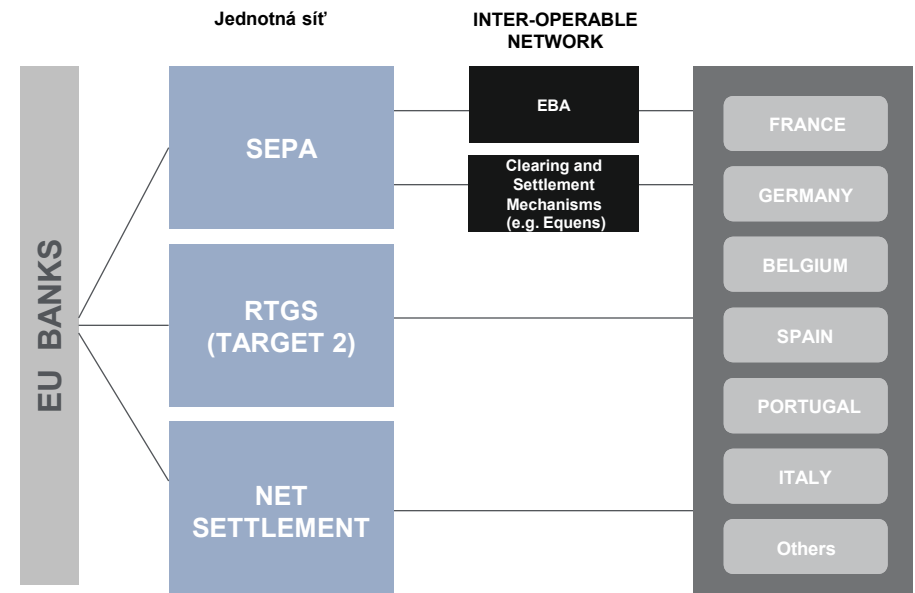 Jednotná síť
INTER-OPERABLE
NETWORK
EU BANKS
SEPA
RTGS
(TARGET 2)
NET
SETTLEMENT
EBA
Clearing and
Settlement
Mechanisms
(e.g. Equens)
FRANCE
GERMANY
BELGIUM
SPAIN
PORTUGAL
ITALY
Others